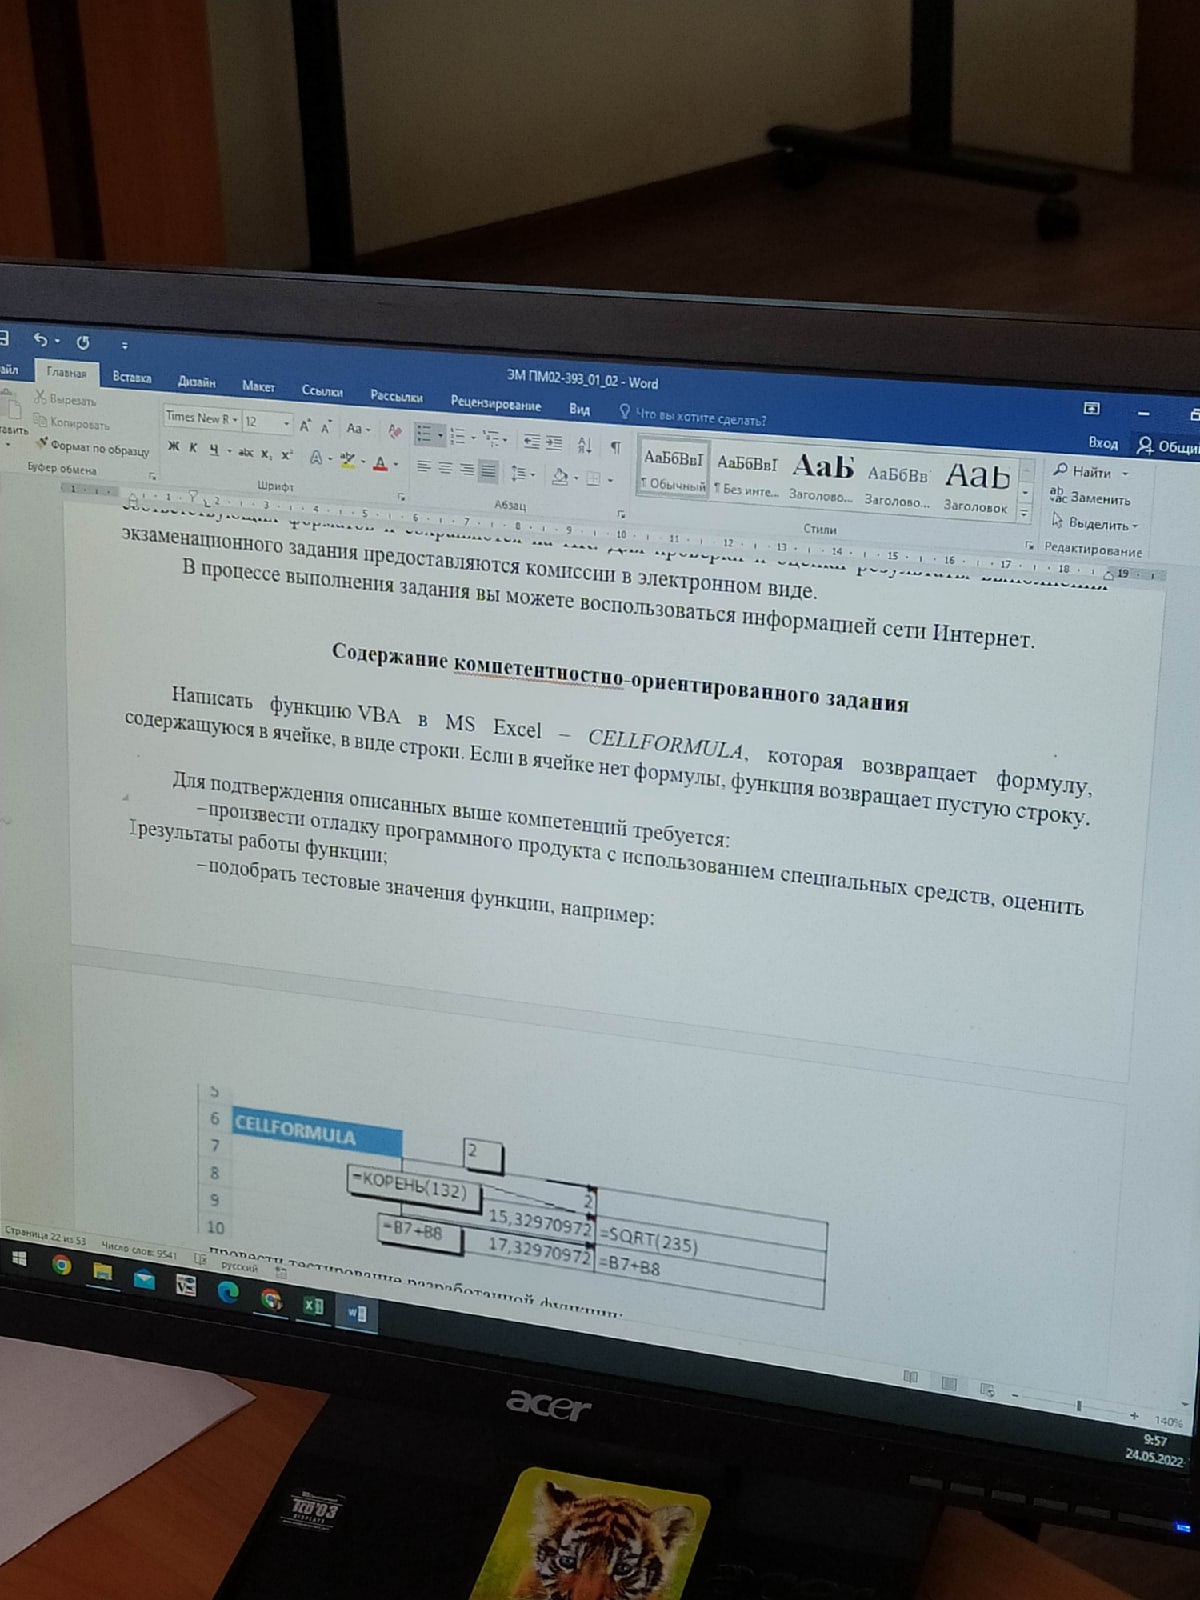 ЭМ ПМ02-393_01_02 - Word
Главная Вставка Дизайн Макет Ссылки Рассылки Рецензирование Вид Что вы хотите сделать? Вход
Вырезать
Копировать
Формат по образцу
Буфер обмена
Times New R 12
Ж К Ч
Шрифт
Абзац
АаБбВвІ АаБбВвІ АаЬ АаБбВв АаЬ
¶ Обычный ¶ Без инте... Заголово... Заголово... Заголовок
Стили
Найти
Заменить
Выделить
Редактирование
экзаменационного задания предоставляются комиссии в электронном виде.
В процессе выполнения задания вы можете воспользоваться информацией сети Интернет.
Содержание компетентностно-ориентированного задания
Написать функцию VBA в MS Excel – CELLFORMULA, которая возвращает формулу,
содержащуюся в ячейке, в виде строки. Если в ячейке нет формулы, функция возвращает пустую строку.
Для подтверждения описанных выше компетенций требуется:
–произвести отладку программного продукта с использованием специальных средств, оценить
результаты работы функции;
–подобрать тестовые значения функции, например:
5
6 CELLFORMULA
7 2
8 =КОРЕНЬ(132) 2
9 15,32970972 =SQRT(235)
10 =B7+B8 17,32970972 =B7+B8
провести тестирование разработанной функции;
Страница 22 из 53 Число слов: 9541 русский
140%
9:57
24.05.2022
acer
TCO'03
DISPLAYS